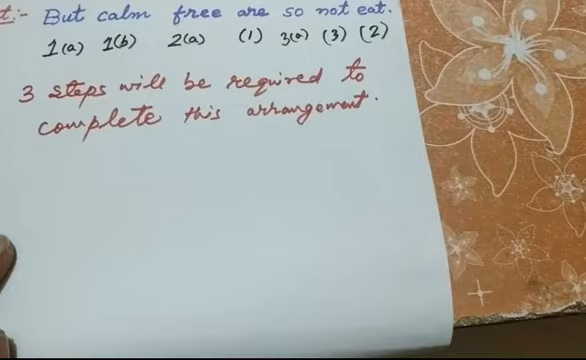 t:- But calm free are so not eat.
1(a) 1(b) 2(a) (1) 3(a) (3) (2)
3 steps will be required to
complete this arrangement.